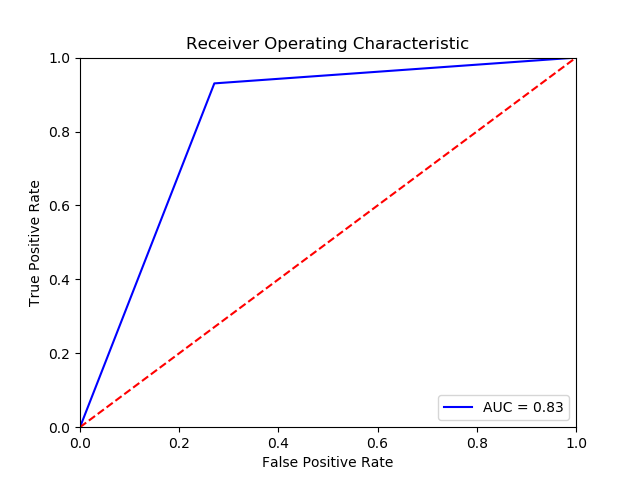 Receiver Operating Characteristic
1.0
0.8
0.6
0.4
0.2
0.0
True Positive Rate
AUC = 0.83
0.0 0.2 0.4 0.6 0.8 1.0
False Positive Rate